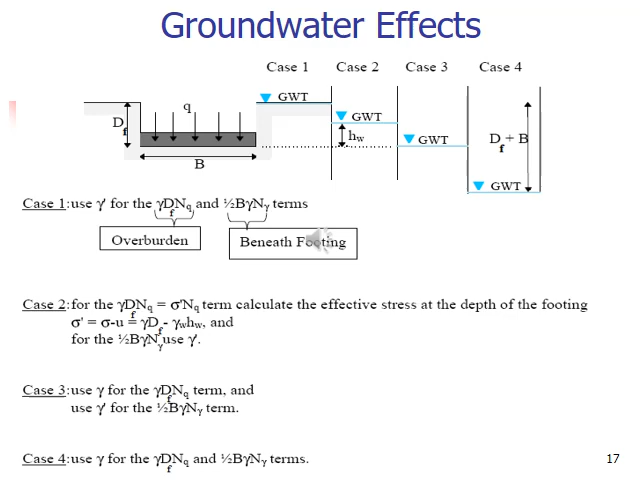 Groundwater Effects
Case 1 Case 2 Case 3 Case 4
GWT
q
GWT
D_f
h_w
GWT
D_f + B
B
GWT
Case 1: use γ' for the γD_fN_q and ½BγN_γ terms
Overburden
Beneath Footing
Case 2: for the γD_fN_q = σ'N_q term calculate the effective stress at the depth of the footing
σ' = σ-u = γD_f - γ_wh_w, and
for the ½BγN_γ use γ'.
Case 3: use γ for the γD_fN_q term, and
use γ' for the ½BγN_γ term.
Case 4: use γ for the γD_fN_q and ½BγN_γ terms.
17